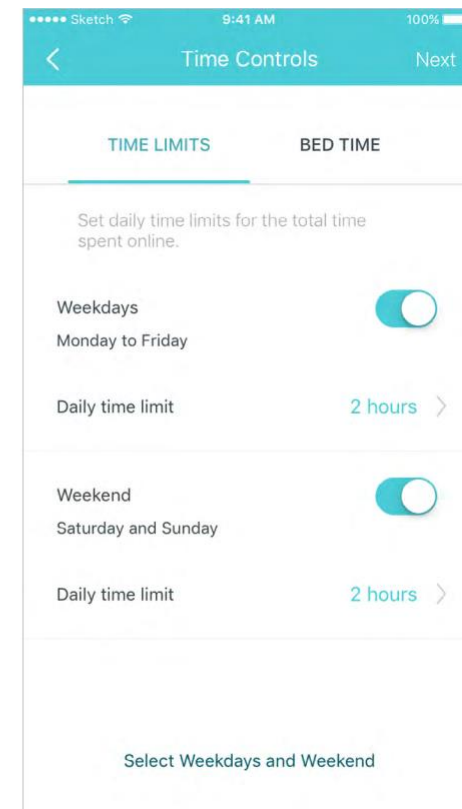 Sketch 9:41 AM 100%
Time Controls Next
TIME LIMITS BED TIME
Set daily time limits for the total time
spent online.
Weekdays
Monday to Friday
Daily time limit 2 hours
Weekend
Saturday and Sunday
Daily time limit 2 hours
Select Weekdays and Weekend